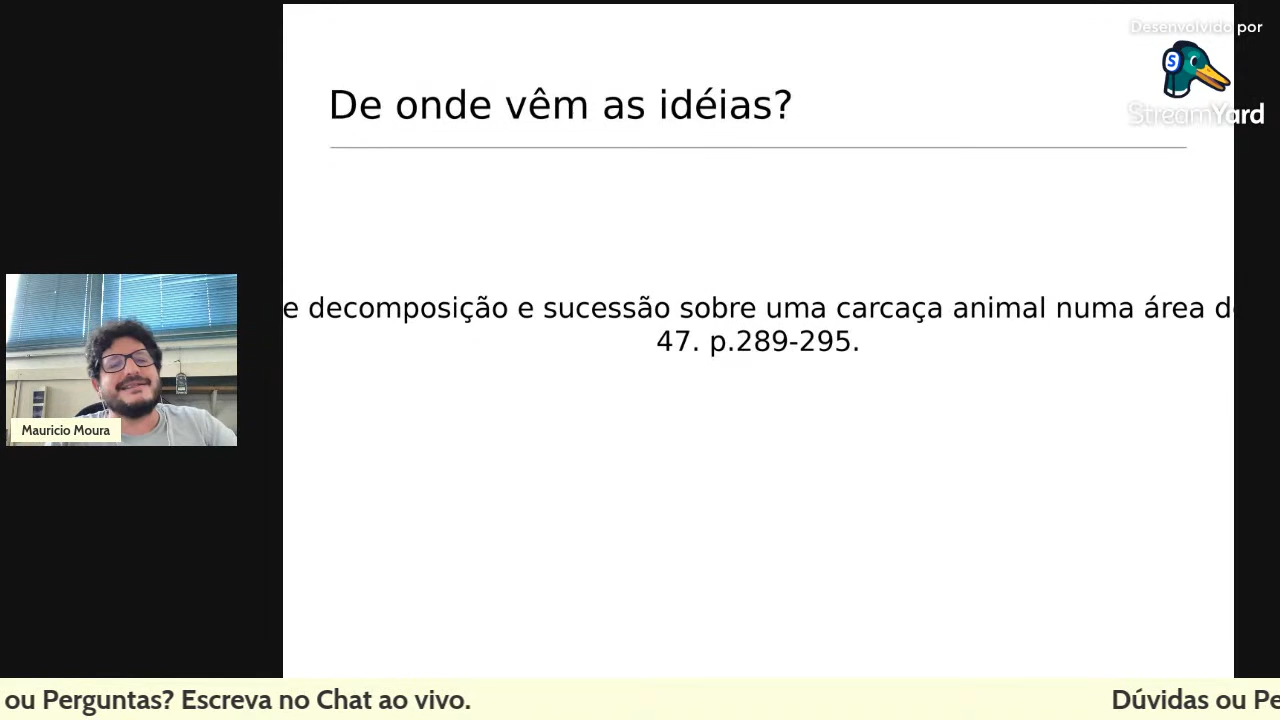 Desenvolvido por
StreamYard
De onde vêm as idéias?
e decomposição e sucessão sobre uma carcaça animal numa área d
47. p.289-295.
Mauricio Moura
ou Perguntas? Escreva no Chat ao vivo.
Dúvidas ou Pe